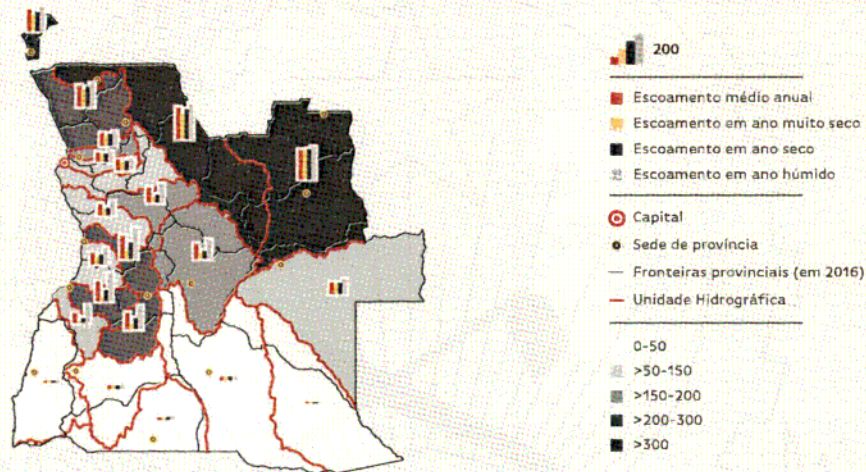 200
Escoamento médio anual
Escoamento em ano muito seco
Escoamento em ano seco
Escoamento em ano húmido
Capital
Sede de província
Fronteiras provinciais (em 2016)
Unidade Hidrográfica
0-50
>50-150
>150-200
>200-300
>300